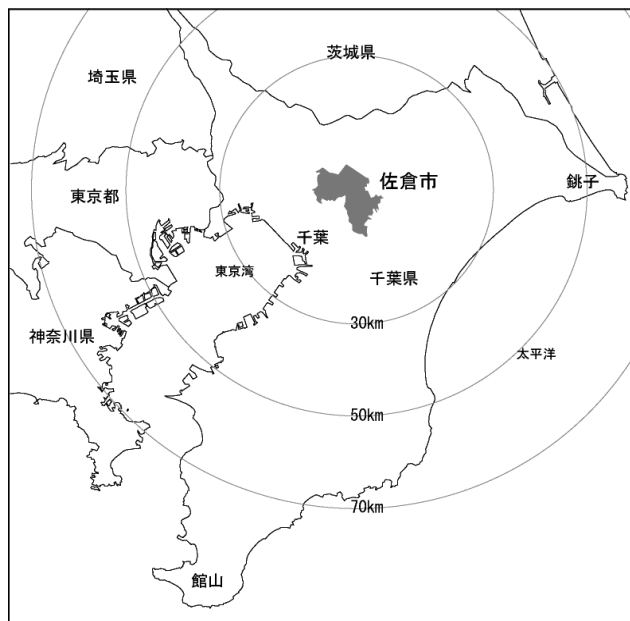 茨城県
埼玉県
佐倉市
銚子
東京都
千葉
東京湾
千葉県
30km
神奈川県
太平洋
50km
70km
館山